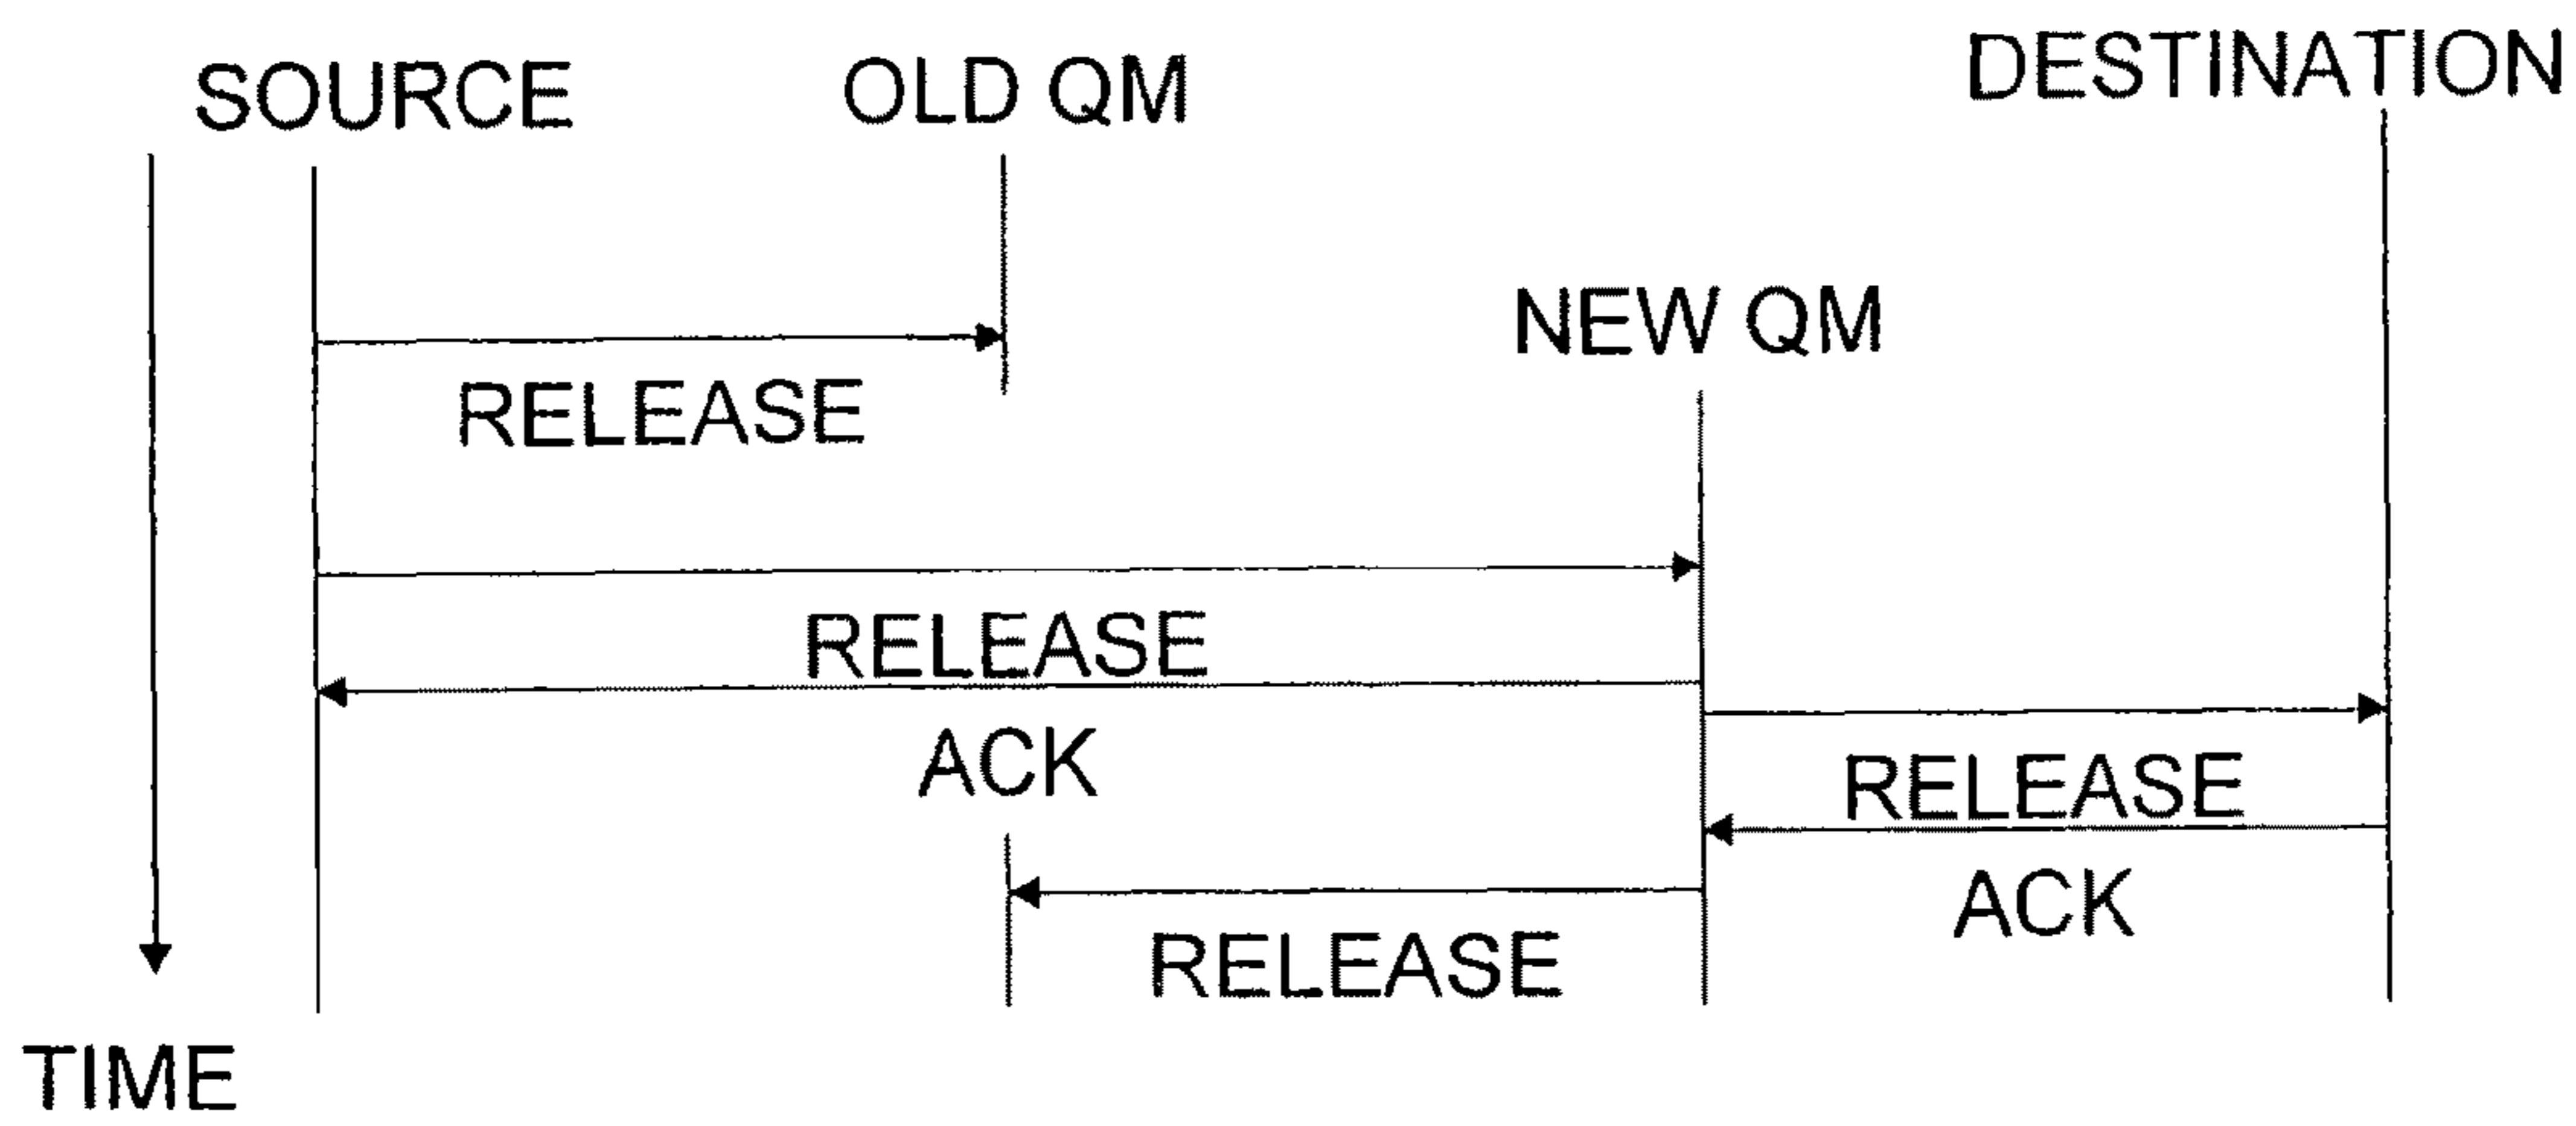 SOURCE
OLD QM
DESTINATION
NEW QM
RELEASE
RELEASE
ACK
RELEASE
ACK
RELEASE
TIME